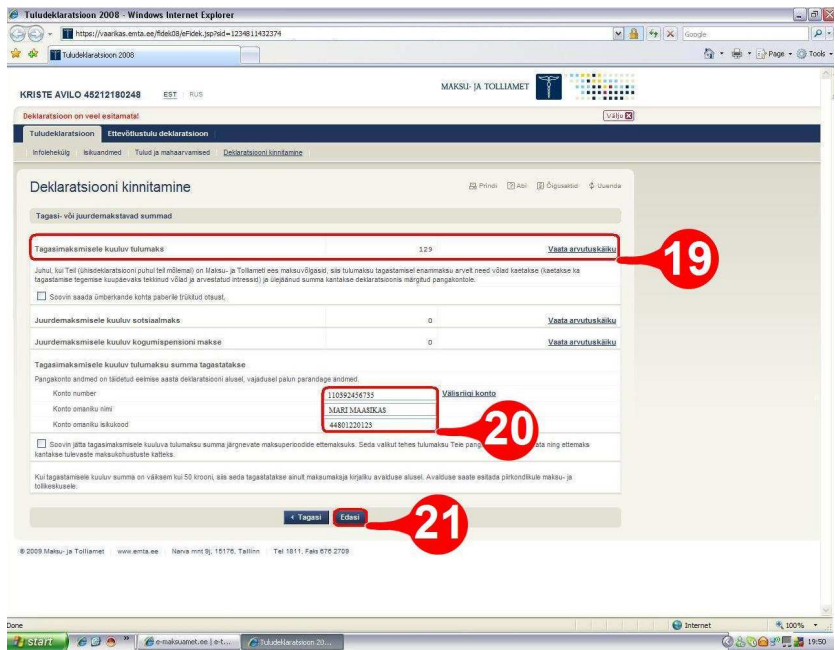 Tuludeklaratsioon 2008 - Windows Internet Explorer
https://vaarikas.emta.ee/fidek08/eFidek.jsp?sid=1234811432374
Google
Tuludeklaratsioon 2008
Page
Tools
KRISTE AVILO 45212180248 EST RUS
MAKSU- JA TOLLIAMET
Deklaratsioon on veel esitamata!
Välju
Tuludeklaratsioon Ettevõtlustulu deklaratsioon
Infolehekülg Isikuandmed Tulud ja mahaarvamised Deklaratsiooni kinnitamine
Deklaratsiooni kinnitamine
Prindi Abi Õigusaktid Uuenda
Tagasi- või juurdemakstavad summad
Tagasimaksmisele kuuluv tulumaks 129 Vaata arvutuskäiku
19
Juhul, kui Teil (ühisdeklaratsiooni puhul teil mõlemal) on Maksu- ja Tolliameti ees maksuvõlgasid, siis tulumaksu tagastamisel enammaksu arvelt need võlad kaetakse (kaetakse ka
tagastamise tegemise kuupäevaks tekkinud võlad ja arvestatud intressid) ja ülejäänud summa kantakse deklaratsioonis märgitud pangakontole.
Soovin saada ümberkande kohta paberile trükitud otsust.
Juurdemaksmisele kuuluv sotsiaalmaks 0 Vaata arvutuskäiku
Juurdemaksmisele kuuluv kogumispensioni makse 0 Vaata arvutuskäiku
Tagasimaksmisele kuuluv tulumaksu summa tagastatakse
Pangakonto andmed on täidetud eelmise aasta deklaratsiooni alusel, vajadusel palun parandage andmed.
Konto number 110392456735 Välisriigi konto
Konto omaniku nimi MARI MAASIKAS
Konto omaniku isikukood 44801220123
20
Soovin jätta tagasimaksmisele kuuluva tulumaksu summa järgnevate maksuperioodide ettemaksuks. Seda valikut tehes tulumaksu Teie ning ettemaks
kantakse tulevaste maksukohustuste katteks.
Kui tagastamisele kuuluv summa on väiksem kui 50 krooni, siis seda tagastatakse ainult maksumaksja kirjaliku avalduse alusel. Avalduse saate esitada piirkondlikule maksu- ja
tollikeskusele.
Tagasi Edasi
21
© 2009 Maksu- ja Tolliamet www.emta.ee Narva mnt 9j, 15176, Tallinn Tel 1811, Faks 676 2709
Done
Internet
100%
start
e-maksuamet.ee | e-t...
Tuludeklaratsioon 20...
19:50